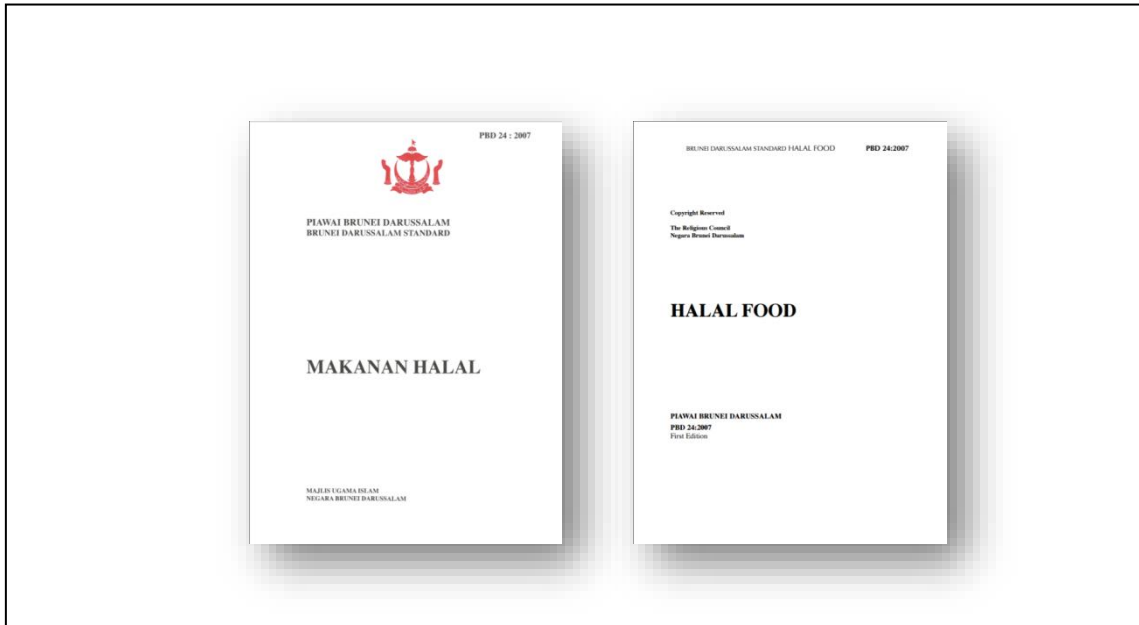 PBD 24 : 2007
PIAWAI BRUNEI DARUSSALAM
BRUNEI DARUSSALAM STANDARD
MAKANAN HALAL
MAJLIS UGAMA ISLAM
NEGARA BRUNEI DARUSSALAM
BRUNEI DARUSSALAM STANDARD HALAL FOOD PBD 24:2007
Copyright Reserved
The Religious Council
Negara Brunei Darussalam
HALAL FOOD
PIAWAI BRUNEI DARUSSALAM
PBD 24:2007
First Edition